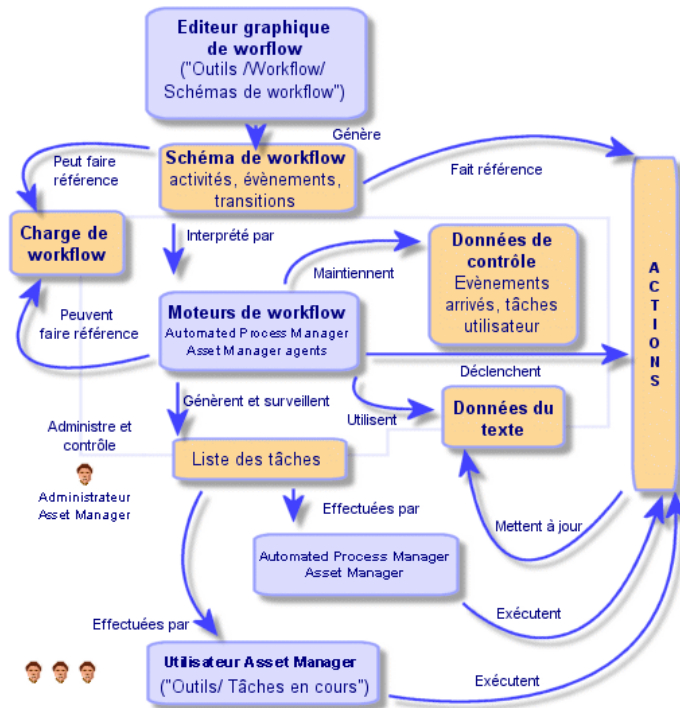 Editeur graphique
de worflow
("Outils /Workflow/
Schémas de workflow")
Génère
Peut faire
référence
Schéma de workflow
activités, évènements,
transitions
Fait référence
Charge de
workflow
Interprété par
Maintiennent
Données de
contrôle
Evènements
arrivés, tâches
utilisateur
A
C
T
I
O
N
S
Peuvent
faire référence
Moteurs de workflow
Automated Process Manager
Asset Manager agents
Déclenchent
Génèrent et surveillent
Utilisent
Données du
texte
Administre et
contrôle
Liste des tâches
Administrateur
Asset Manager
Effectuées par
Mettent à jour
Automated Process Manager
Asset Manager
Exécutent
Effectuées par
Utilisateur Asset Manager
("Outils/ Tâches en cours")
Exécutent